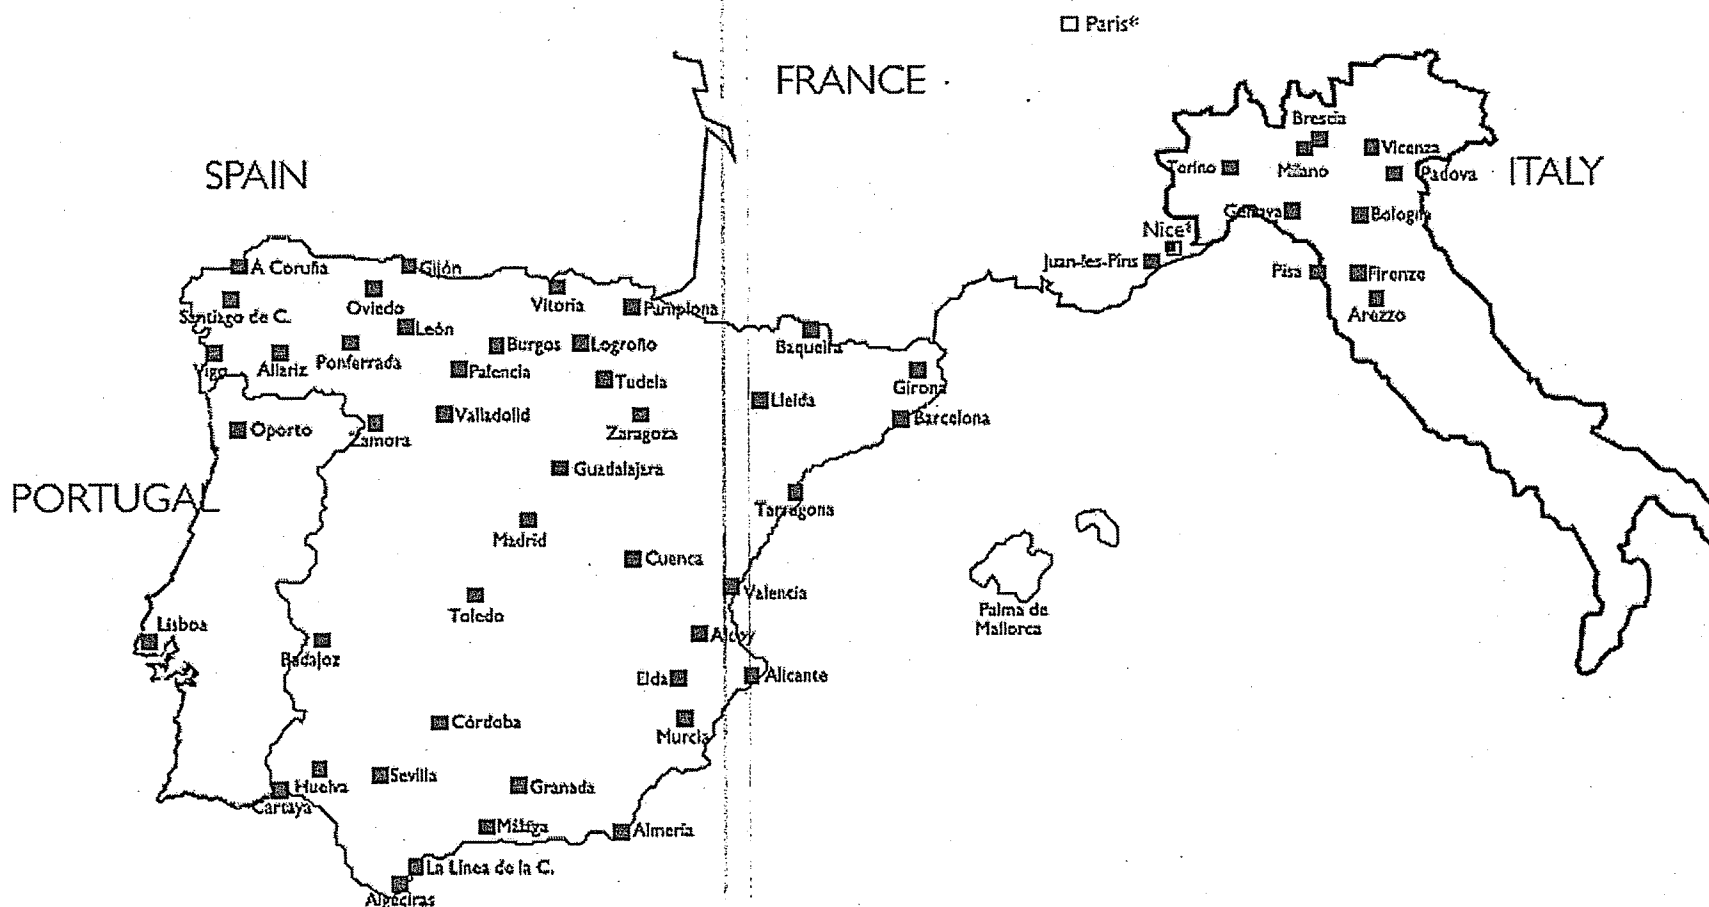 Paris*
FRANCE
Brescia
SPAIN
Vicenza
ITALY
Torino
Milano
Padova
Genova
Bologna
Nice*
A Coruña
Gijón
Juan-les-Pins
Pisa
Firenze
Oviedo
Vitoria
Pamplona
Santiago de C.
Arezzo
León
Burgos
Logroño
Baqueira
Vigo
Allariz
Ponferrada
Palencia
Tudela
Girona
Lleida
Valladolid
Barcelona
Oporto
Zamora
Zaragoza
Guadalajara
PORTUGAL
Tarragona
Madrid
Cuenca
Valencia
Toledo
Palma de
Mallorca
Lisboa
Alcoy
Badajoz
Elda
Alicante
Córdoba
Murcia
Huelva
Sevilla
Granada
Cartaya
Málaga
Almería
La Línea de la C.
Algeciras